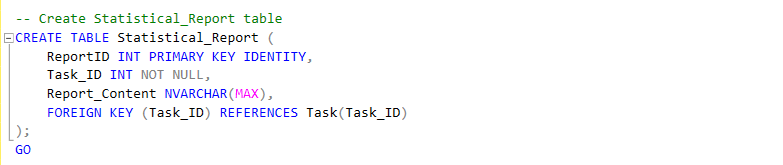 -- Create Statistical_Report table
CREATE TABLE Statistical_Report (
    ReportID INT PRIMARY KEY IDENTITY,
    Task_ID INT NOT NULL,
    Report_Content NVARCHAR(MAX),
    FOREIGN KEY (Task_ID) REFERENCES Task(Task_ID)
);
GO